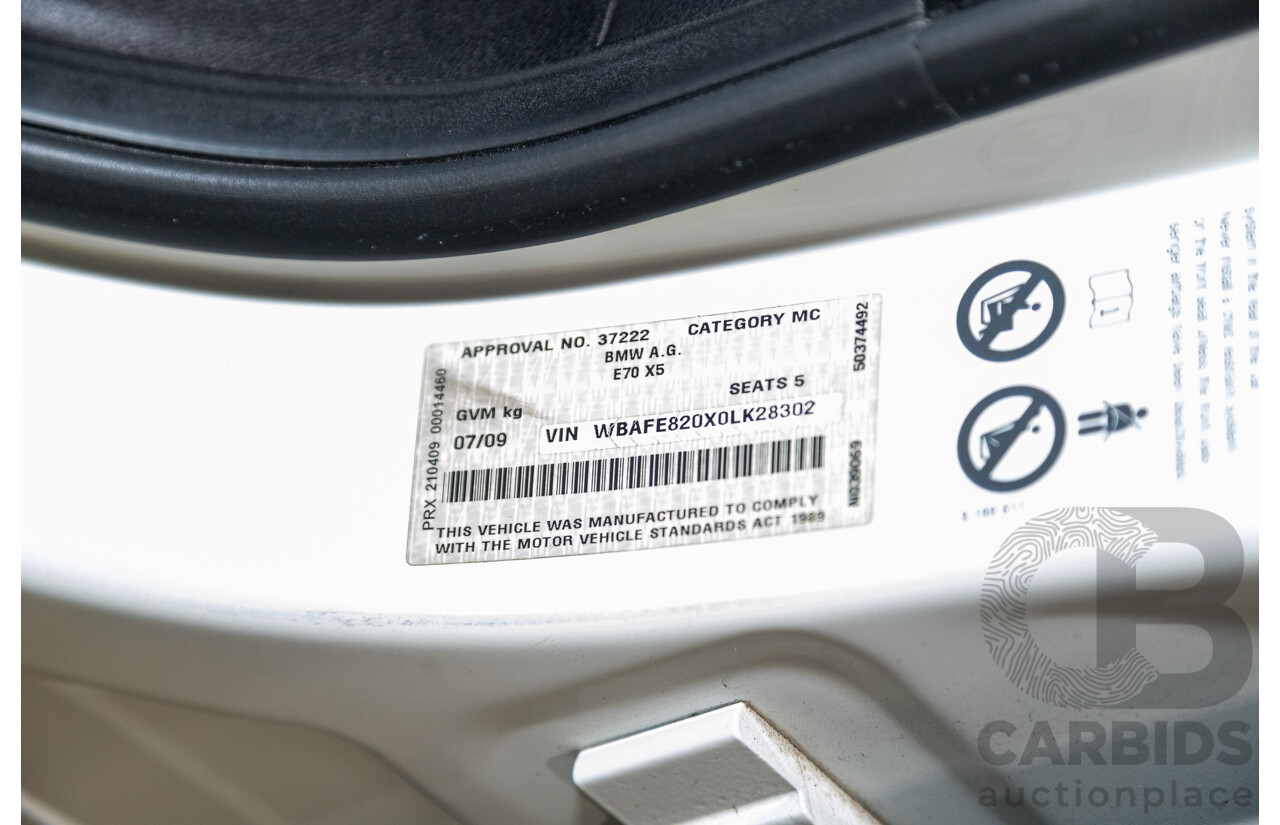 APPROVAL NO. 37222 CATEGORY MC
BMW A.G.
E70 X5
SEATS 5
GVM kg
07/09 VIN WBAFE820X0LK28302
THIS VEHICLE WAS MANUFACTURED TO COMPLY
WITH THE MOTOR VEHICLE STANDARDS ACT 1989
PRX 210409 00014460
50374492
N039069
CARBIDS
auctionplace